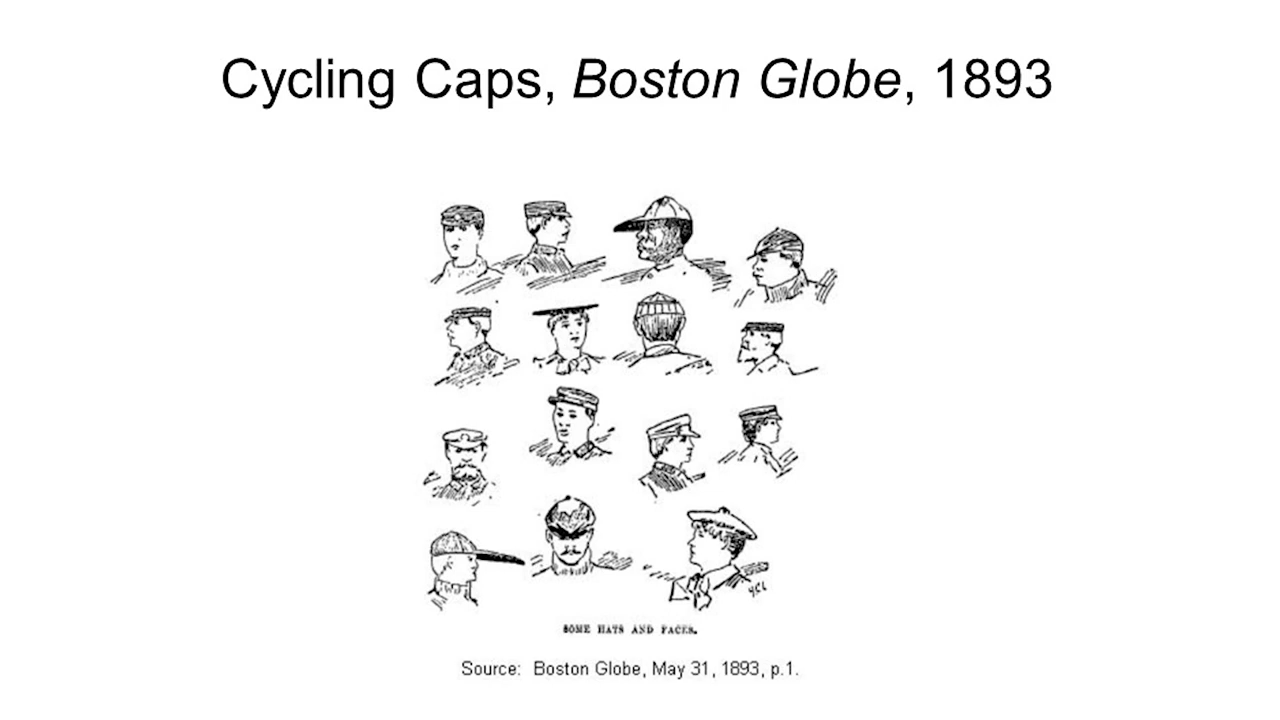 Cycling Caps, Boston Globe, 1893
SOME HATS AND FACES.
Source: Boston Globe, May 31, 1893, p.1.